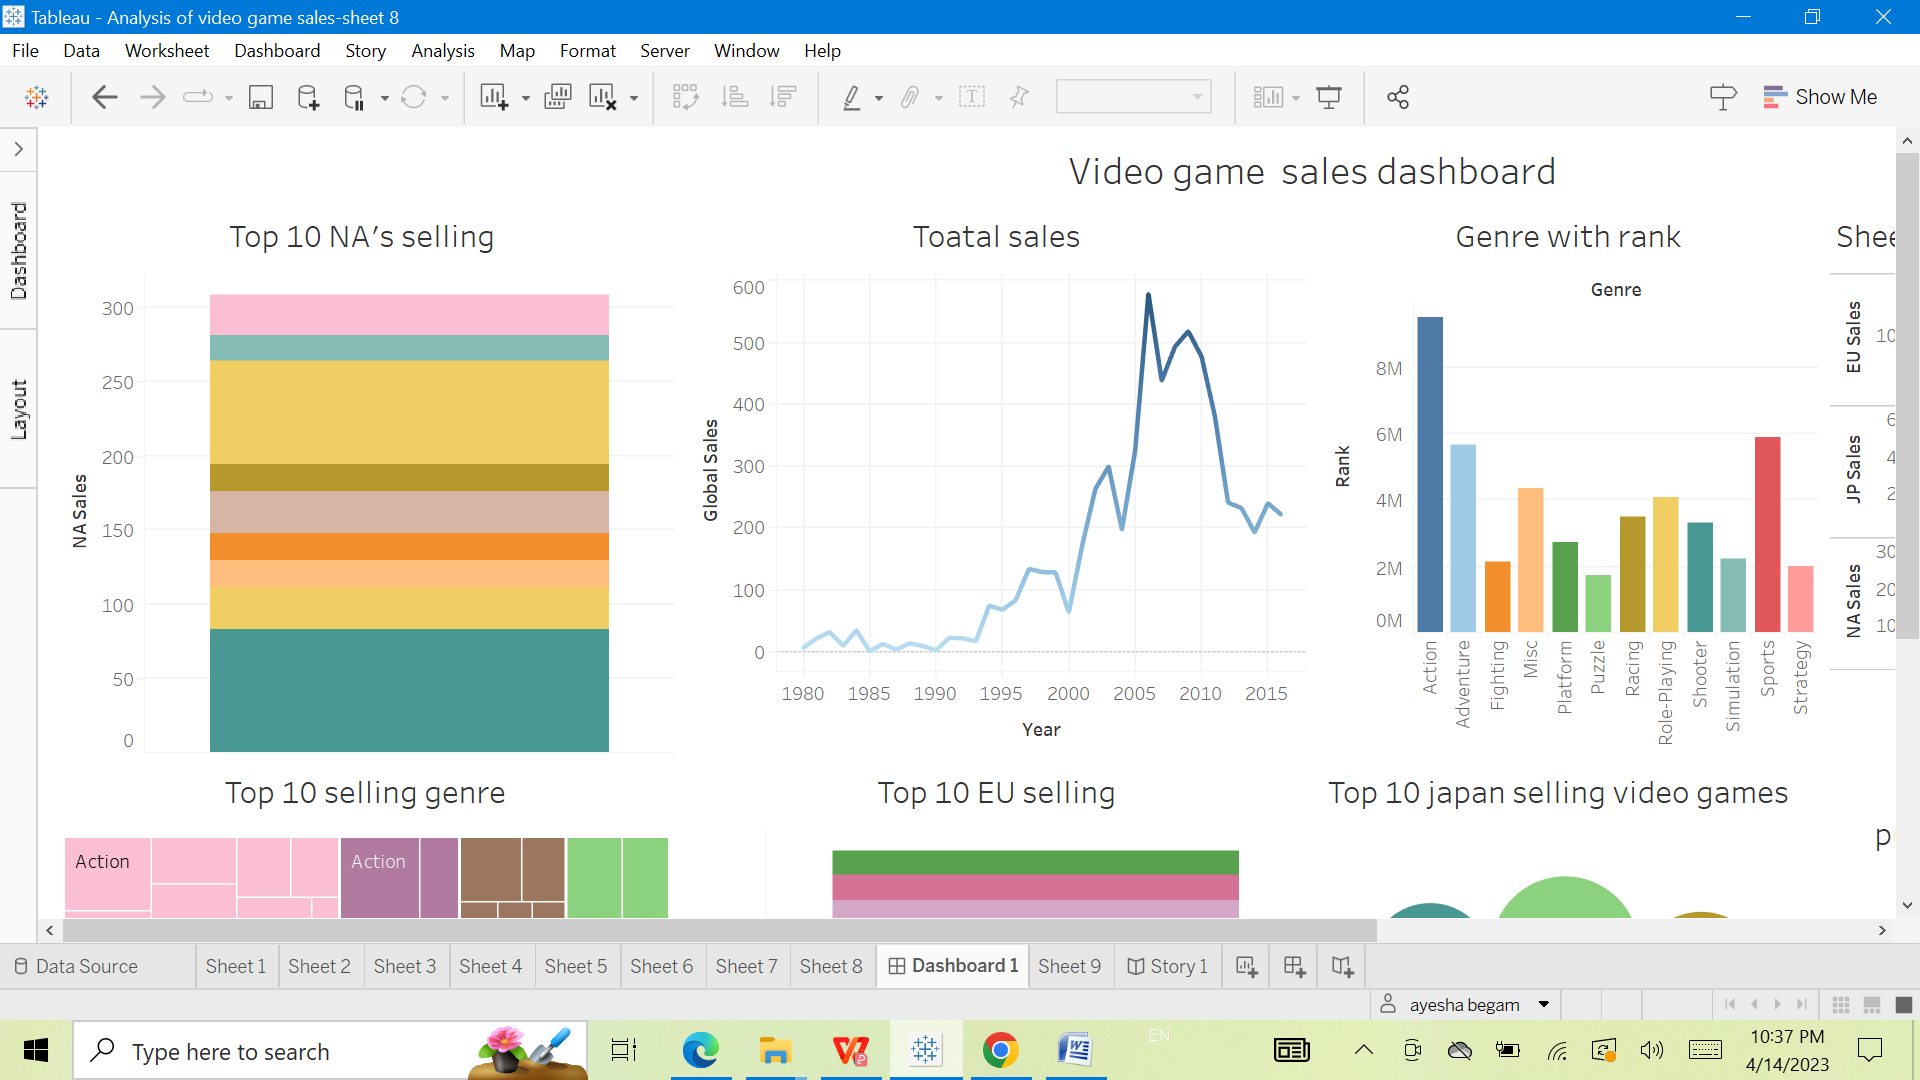 Tableau - Analysis of video game sales-sheet 8
File Data Worksheet Dashboard Story Analysis Map Format Server Window Help
Show Me
Dashboard
Layout
Video game sales dashboard
Top 10 NA's selling
NA Sales
300
250
200
150
100
50
0
Toatal sales
Global Sales
600
500
400
300
200
100
0
1980 1985 1990 1995 2000 2005 2010 2015
Year
Genre with rank
Genre
Rank
8M
6M
4M
2M
0M
Action
Adventure
Fighting
Misc
Platform
Puzzle
Racing
Role-Playing
Shooter
Simulation
Sports
Strategy
EU Sales
10
JP Sales
6
4
2
NA Sales
30
20
10
Top 10 selling genre
Action
Action
Top 10 EU selling
Top 10 japan selling video games
Data Source Sheet 1 Sheet 2 Sheet 3 Sheet 4 Sheet 5 Sheet 6 Sheet 7 Sheet 8 Dashboard 1 Sheet 9 Story 1
ayesha begam
Type here to search
EN
10:37 PM
4/14/2023